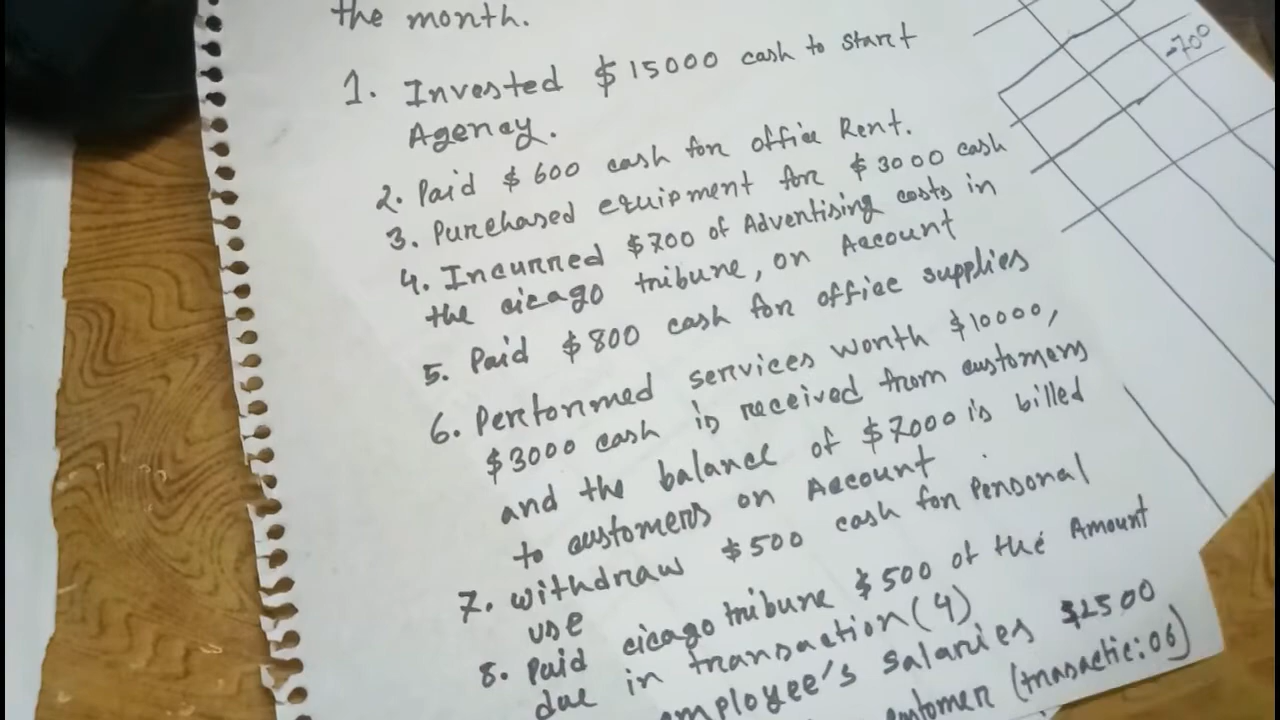 the month.
1. Invested $15000 cash to start
Agency.
2. Paid $600 cash for office Rent.
3. Purchased equipment for $3000 cash
4. Incurred $700 of Advertising costs in
the cicago tribune, on Account
5. Paid $800 cash for office supplies
6. Performed services worth $10000,
$3000 cash is received from customers
and the balance of $7000 is billed
to customers on Account
7. withdraw $500 cash for Personal
use
8. Paid cicago tribune $500 of the Amount
due in transaction (4)
employee's salaries $2500
customer (trasactio:06)
-700